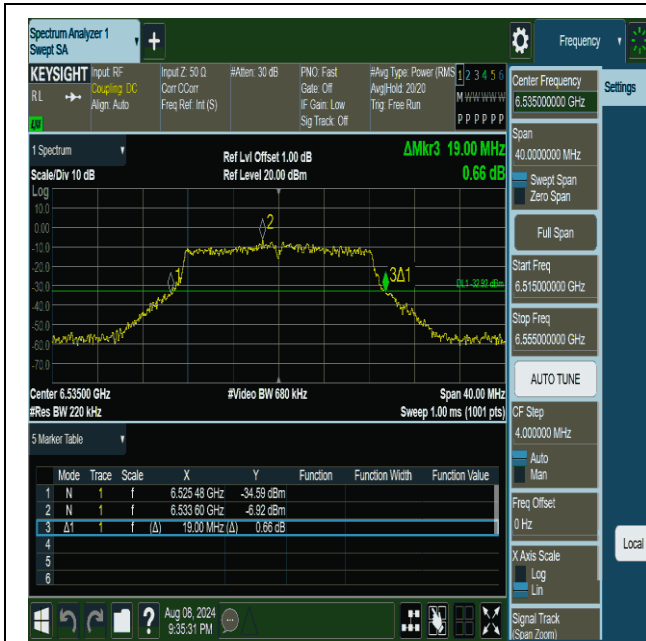 Spectrum Analyzer 1
Swept SA
Frequency
KEYSIGHT
RL
Input: RF
Coupling: DC
Align: Auto
Input Z: 50 Ω
Corr CCorr
Freq Ref: Int (S)
#Atten: 30 dB
PNO: Fast
Gate: Off
IF Gain: Low
Sig Track: Off
#Avg Type: Power (RMS
Avg|Hold: 20/20
Trig: Free Run
1 2 3 4 5 6
M W W W W W
P P P P P P
Center Frequency
6.535000000 GHz
Settings
Span
40.0000000 MHz
Swept Span
Zero Span
Full Span
Start Freq
6.515000000 GHz
Stop Freq
6.555000000 GHz
AUTO TUNE
CF Step
4.000000 MHz
Auto
Man
Freq Offset
0 Hz
X Axis Scale
Log
Lin
Signal Track
(Span Zoom)
Local
1 Spectrum
Scale/Div 10 dB
Ref Lvl Offset 1.00 dB
Ref Level 20.00 dBm
ΔMkr3 19.00 MHz
0.66 dB
Log
10.0
0.00
-10.0
-20.0
-30.0
-40.0
-50.0
-60.0
-70.0
1
2
3Δ1
DL1 -32.92 dBm
Center 6.53500 GHz
#Video BW 680 kHz
Span 40.00 MHz
#Res BW 220 kHz
Sweep 1.00 ms (1001 pts)
5 Marker Table
Mode Trace Scale X Y Function Function Width Function Value
1 N 1 f 6.525 48 GHz -34.59 dBm
2 N 1 f 6.533 60 GHz -6.92 dBm
3 Δ1 1 f (Δ) 19.00 MHz (Δ) 0.66 dB
4
5
6
Aug 08, 2024
9:35:31 PM